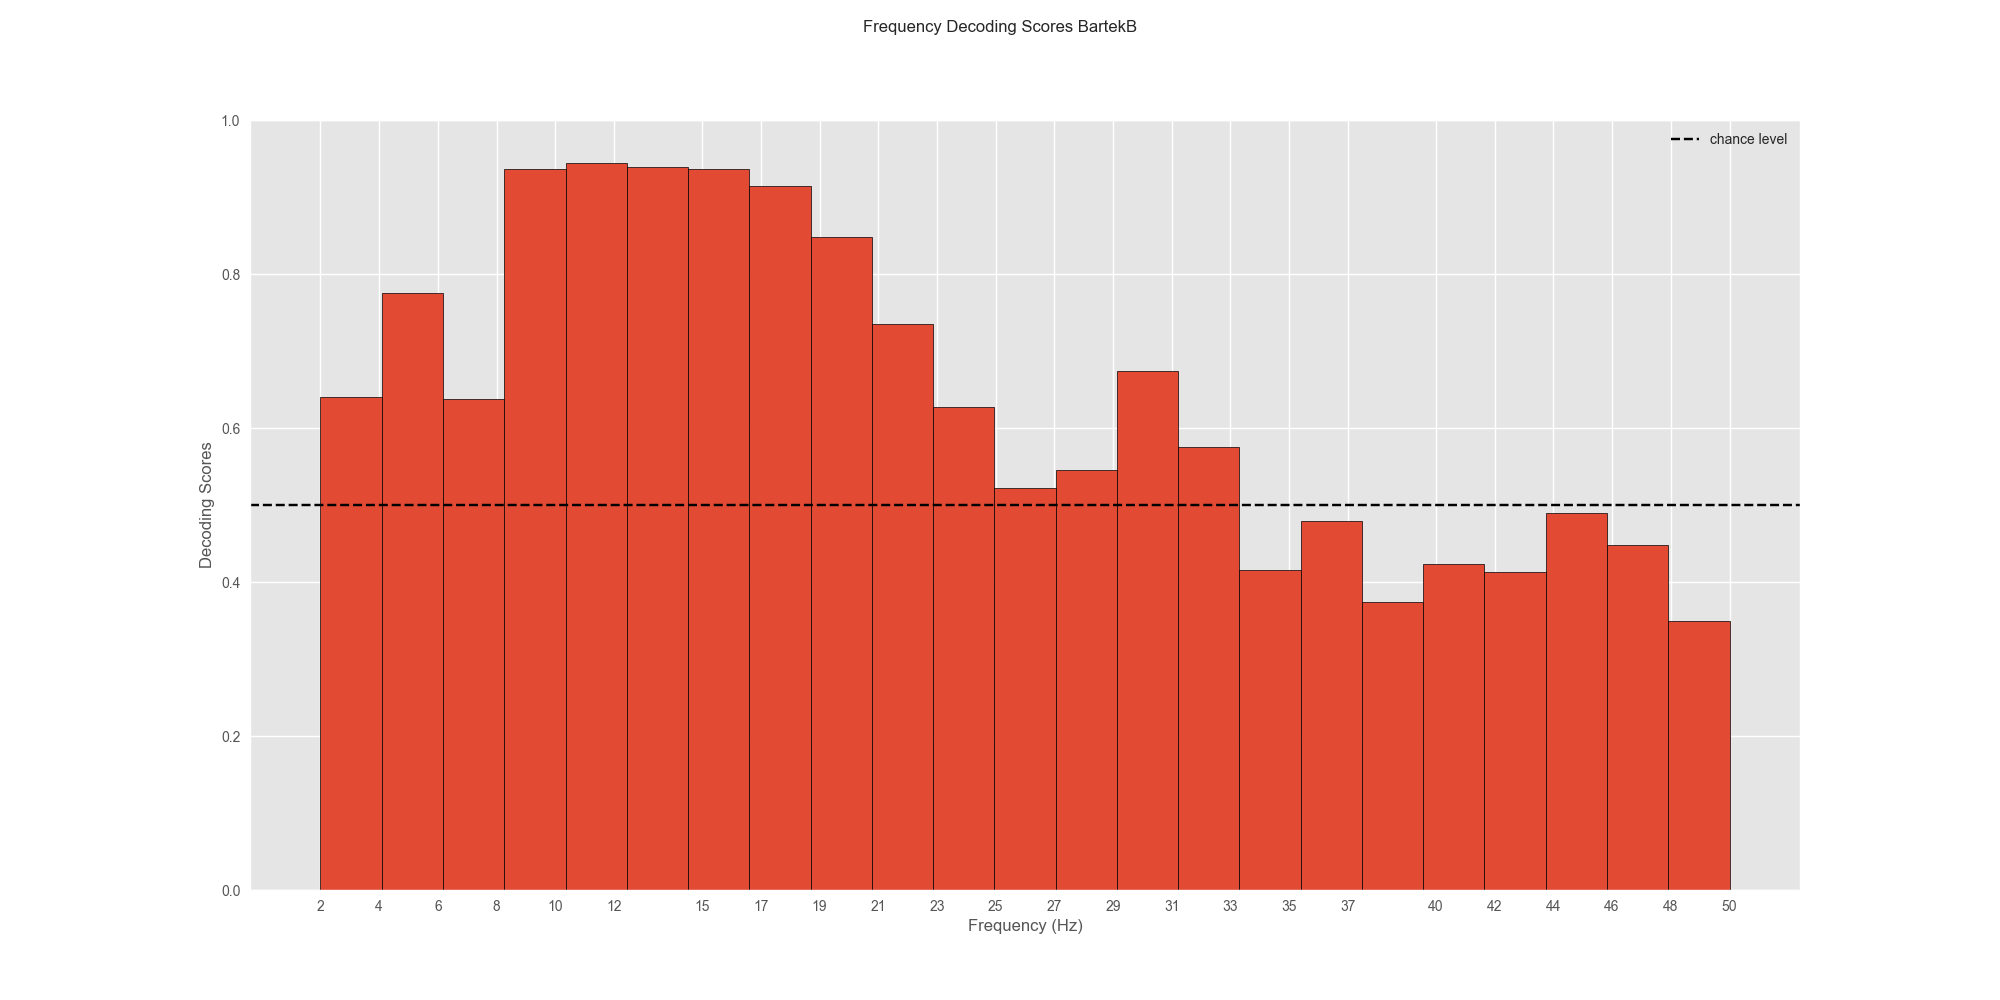 Frequency Decoding Scores BartekB
chance level
Decoding Scores
1.0
0.8
0.6
0.4
0.2
0.0
2 4 6 8 10 12 15 17 19 21 23 25 27 29 31 33 35 37 40 42 44 46 48 50
Frequency (Hz)